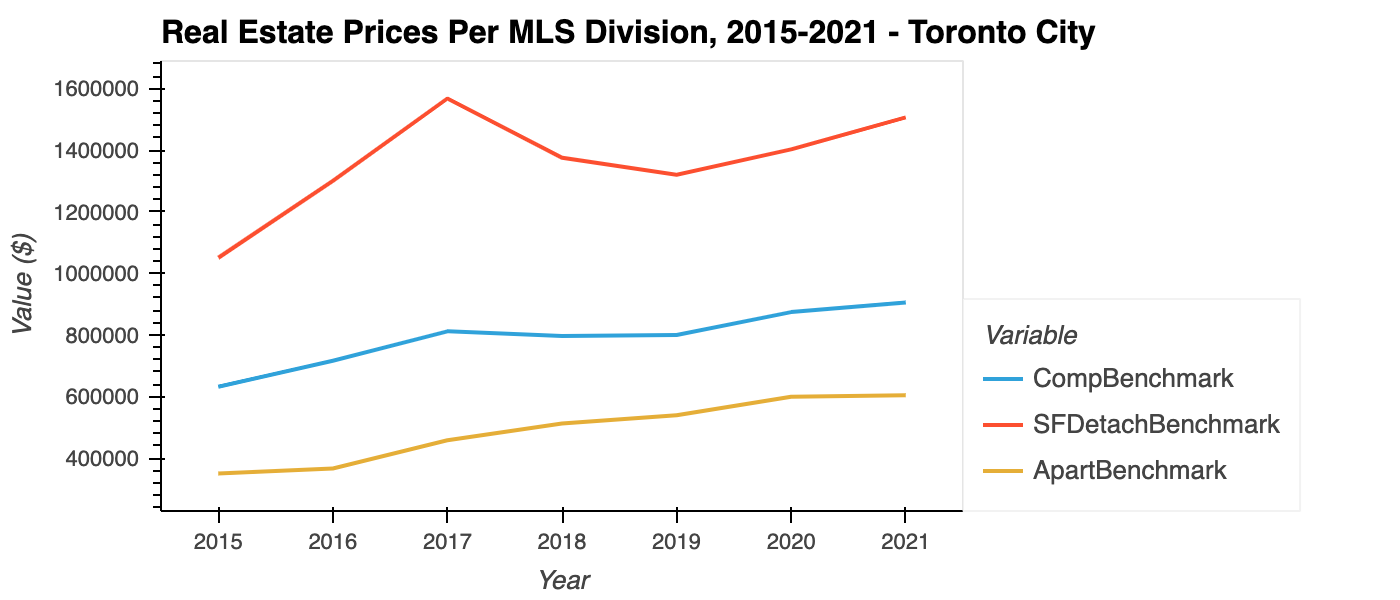 Real Estate Prices Per MLS Division, 2015-2021 - Toronto City
Value ($)
1600000
1400000
1200000
1000000
800000
600000
400000
2015 2016 2017 2018 2019 2020 2021
Year
Variable
CompBenchmark
SFDetachBenchmark
ApartBenchmark